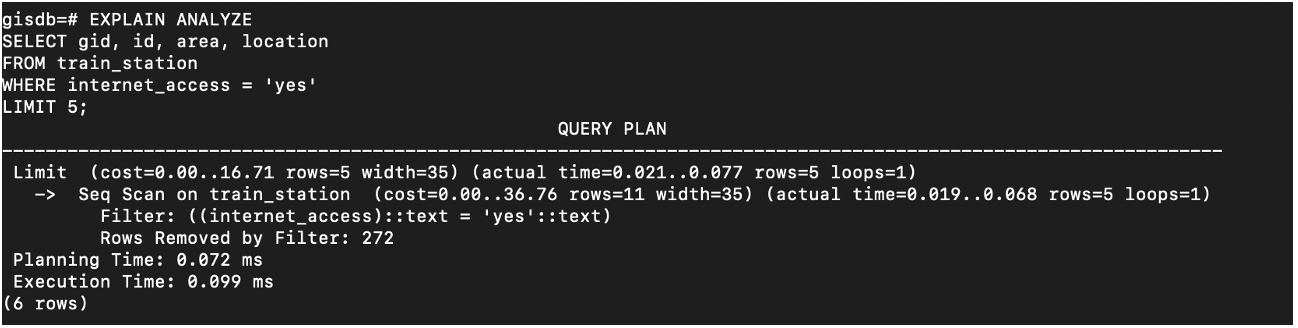 gisdb=# EXPLAIN ANALYZE
SELECT gid, id, area, location
FROM train_station
WHERE internet_access = 'yes'
LIMIT 5;
QUERY PLAN
--------------------------------------------------------------------------------------------------------------
Limit  (cost=0.00..16.71 rows=5 width=35) (actual time=0.021..0.077 rows=5 loops=1)
  ->  Seq Scan on train_station  (cost=0.00..36.76 rows=11 width=35) (actual time=0.019..0.068 rows=5 loops=1)
        Filter: ((internet_access)::text = 'yes'::text)
        Rows Removed by Filter: 272
Planning Time: 0.072 ms
Execution Time: 0.099 ms
(6 rows)